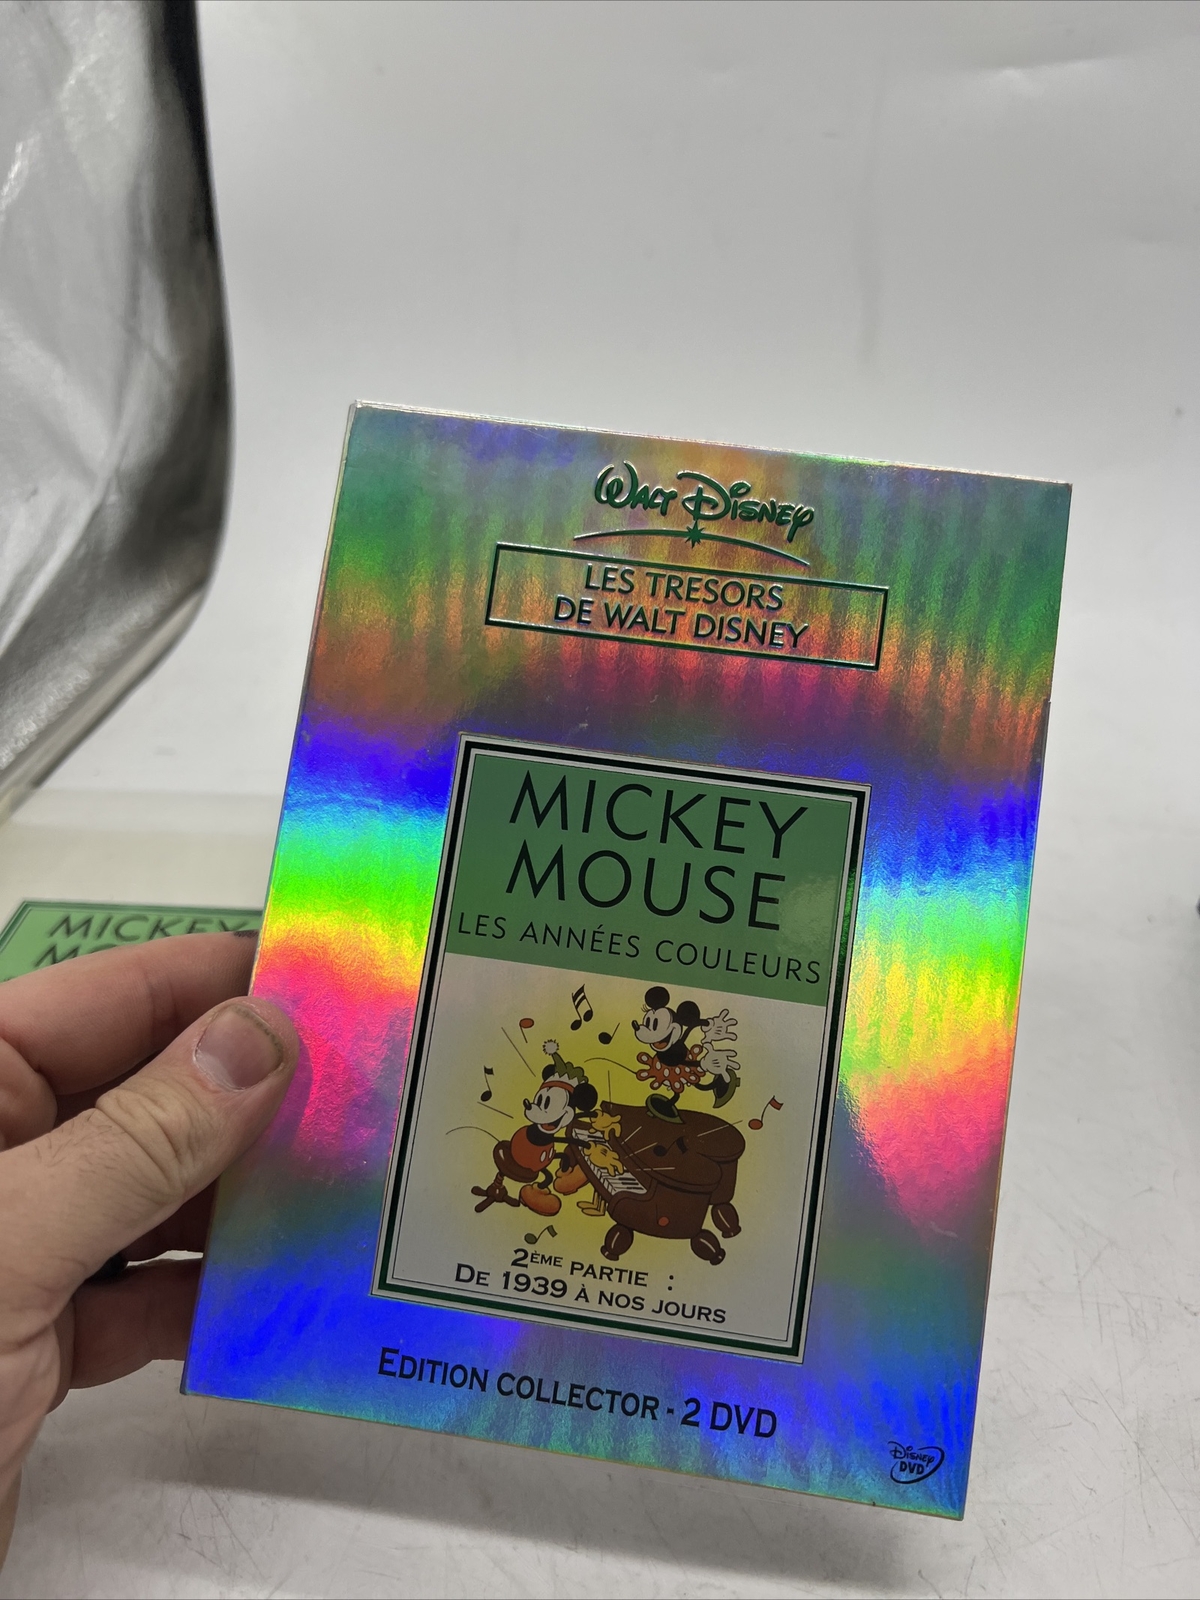 WALT DISNEY
LES TRESORS
DE WALT DISNEY
MICKEY
MOUSE
LES ANNÉES COULEURS
2ÈME PARTIE :
DE 1939 À NOS JOURS
EDITION COLLECTOR - 2 DVD
DISNEY
DVD
MICKEY